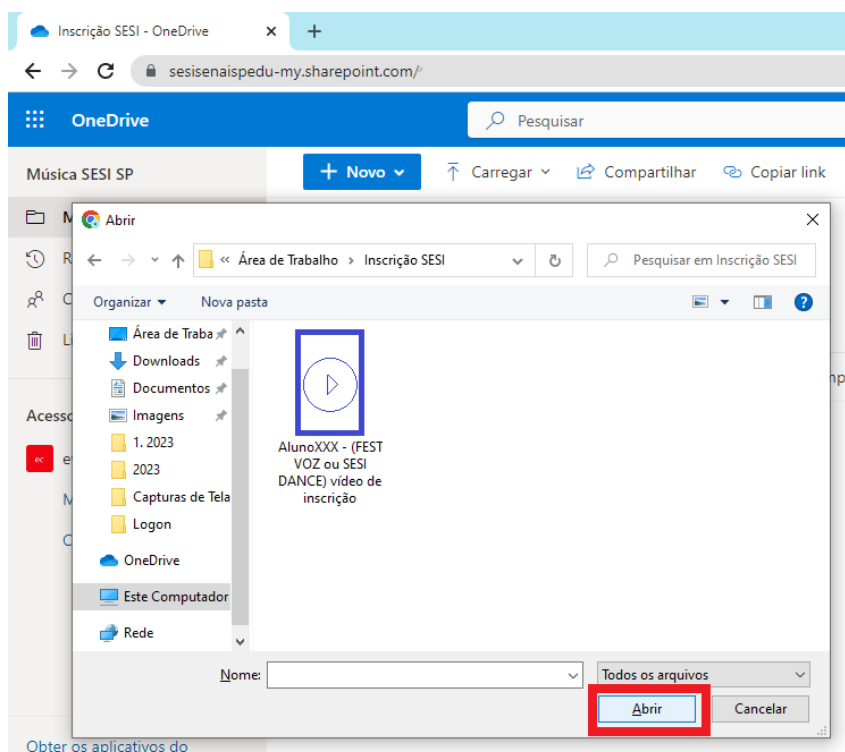 Inscrição SESI - OneDrive
sesisenaispedu-my.sharepoint.com/
OneDrive
Pesquisar
Música SESI SP
Novo
Carregar
Compartilhar
Copiar link
M
Abrir
R
Área de Trabalho
Inscrição SESI
Pesquisar em Inscrição SESI
C
Organizar
Nova pasta
Li
Área de Traba
Downloads
Documentos
Imagens
Acesso
1. 2023
2023
Capturas de Tela
Logon
OneDrive
Este Computador
Rede
AlunoXXX - (FEST
VOZ ou SESI
DANCE) vídeo de
inscrição
ec
e
M
C
Nome:
Todos os arquivos
Abrir
Cancelar
Obter os aplicativos do